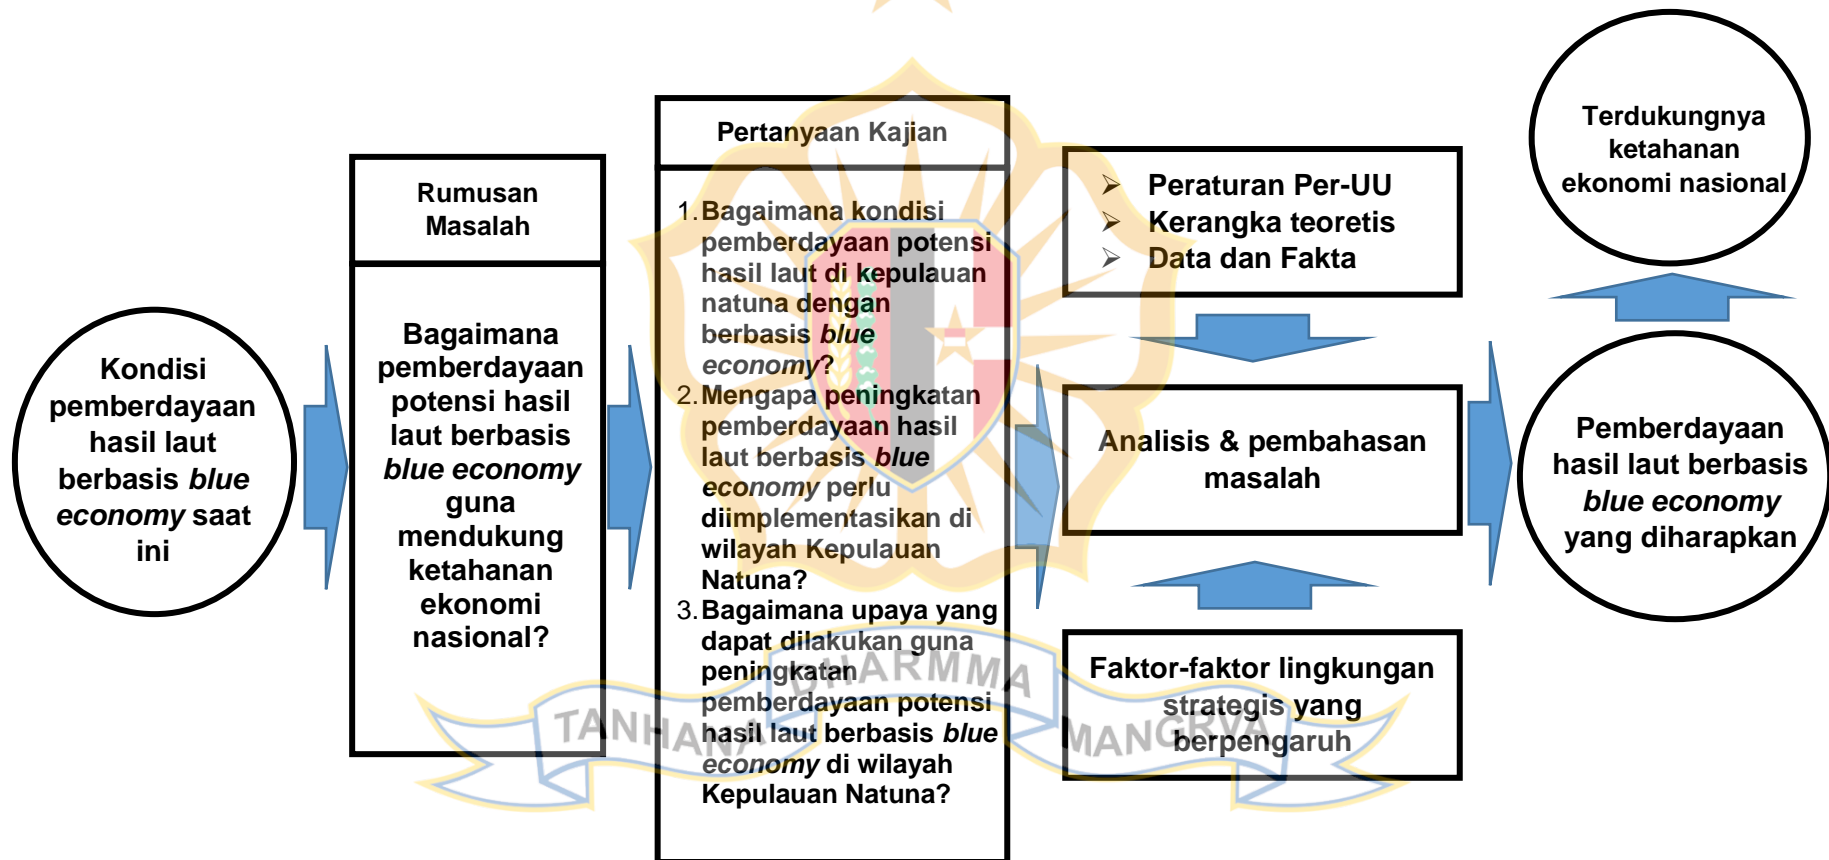 Kondisi
pemberdayaan
hasil laut
berbasis blue
economy saat
ini
Rumusan
Masalah
Bagaimana
pemberdayaan
potensi hasil
laut berbasis
blue economy
guna
mendukung
ketahanan
ekonomi
nasional?
Pertanyaan Kajian
1. Bagaimana kondisi
pemberdayaan potensi
hasil laut di kepulauan
natuna dengan
berbasis blue
economy?
2. Mengapa peningkatan
pemberdayaan hasil
laut berbasis blue
economy perlu
diimplementasikan di
wilayah Kepulauan
Natuna?
3. Bagaimana upaya yang
dapat dilakukan guna
peningkatan
pemberdayaan potensi
hasil laut berbasis blue
economy di wilayah
Kepulauan Natuna?
➢ Peraturan Per-UU
➢ Kerangka teoretis
➢ Data dan Fakta
Analisis & pembahasan
masalah
Faktor-faktor lingkungan
strategis yang
berpengaruh
Terdukungnya
ketahanan
ekonomi nasional
Pemberdayaan
hasil laut berbasis
blue economy
yang diharapkan
TANHANA DHARMMA MANGRVA